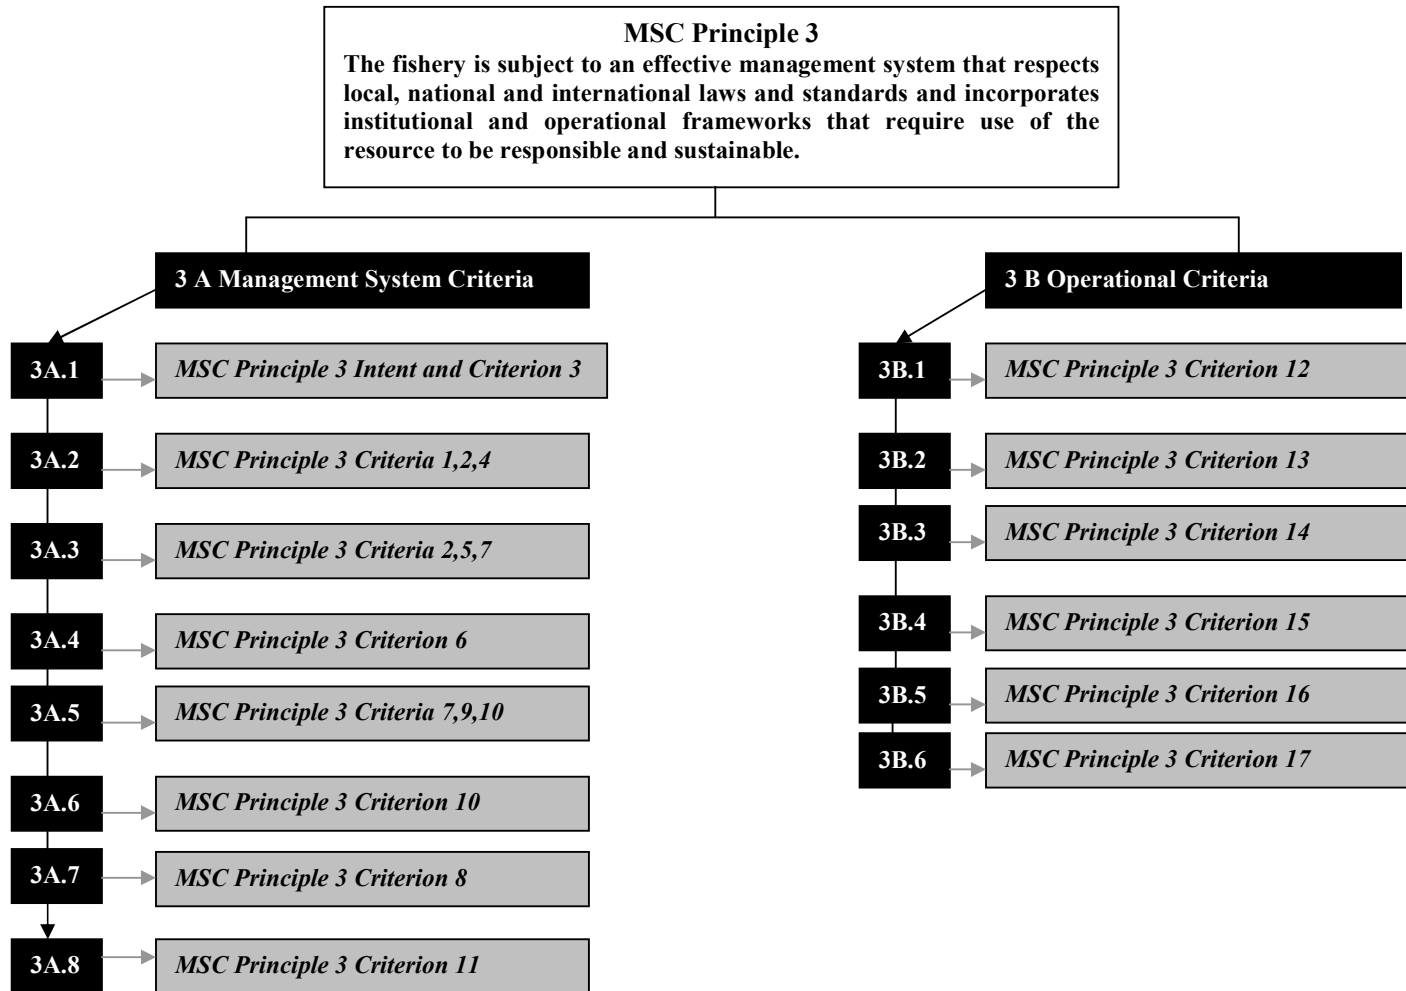 MSC Principle 3
The fishery is subject to an effective management system that respects
local, national and international laws and standards and incorporates
institutional and operational frameworks that require use of the
resource to be responsible and sustainable.
3 A Management System Criteria
3A.1
MSC Principle 3 Intent and Criterion 3
3A.2
MSC Principle 3 Criteria 1,2,4
3A.3
MSC Principle 3 Criteria 2,5,7
3A.4
MSC Principle 3 Criterion 6
3A.5
MSC Principle 3 Criteria 7,9,10
3A.6
MSC Principle 3 Criterion 10
3A.7
MSC Principle 3 Criterion 8
3A.8
MSC Principle 3 Criterion 11
3 B Operational Criteria
3B.1
MSC Principle 3 Criterion 12
3B.2
MSC Principle 3 Criterion 13
3B.3
MSC Principle 3 Criterion 14
3B.4
MSC Principle 3 Criterion 15
3B.5
MSC Principle 3 Criterion 16
3B.6
MSC Principle 3 Criterion 17